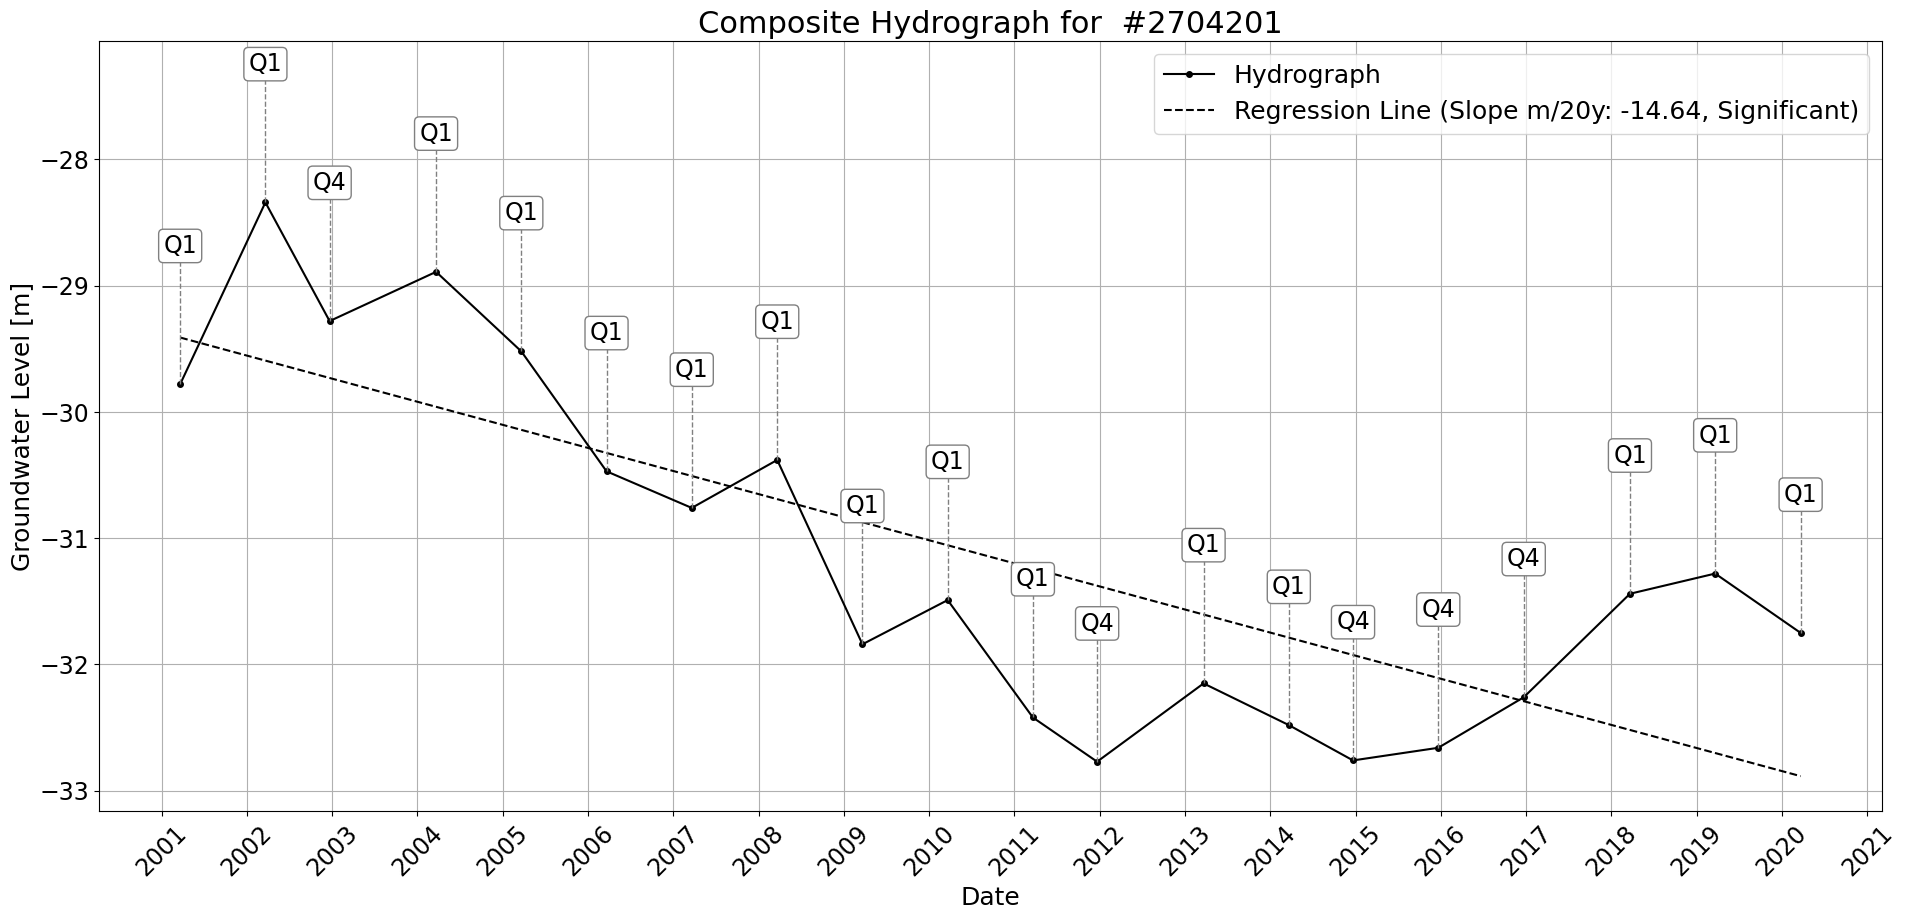 Composite Hydrograph for  #2704201
Hydrograph
Regression Line (Slope m/20y: -14.64, Significant)
Groundwater Level [m]
−28
−29
−30
−31
−32
−33
Q1
Q1
Q4
Q1
Q1
Q1
Q1
Q1
Q1
Q1
Q1
Q4
Q1
Q1
Q4
Q4
Q4
Q1
Q1
Q1
2001
2002
2003
2004
2005
2006
2007
2008
2009
2010
2011
2012
2013
2014
2015
2016
2017
2018
2019
2020
2021
Date